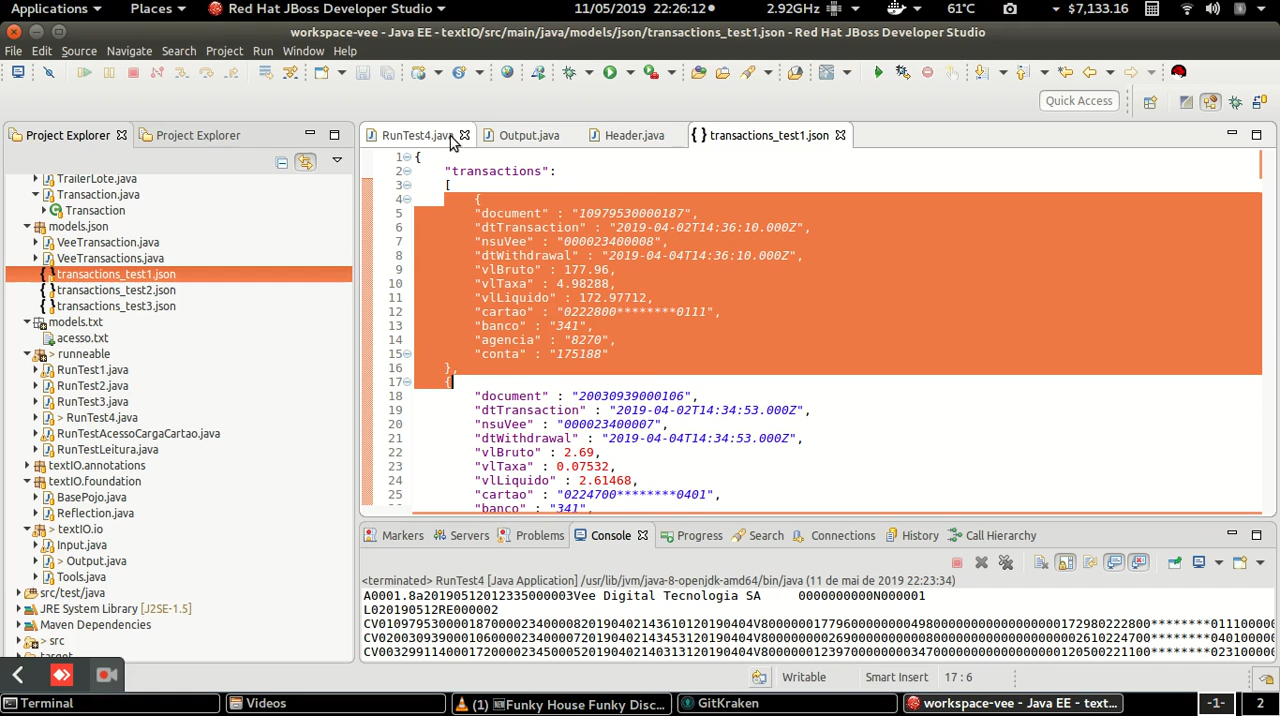 Applications Places Red Hat JBoss Developer Studio 11/05/2019 22:26:12 2.92GHz 61°C $7,133.16
workspace-vee - Java EE - textIO/src/main/java/models/json/transactions_test1.json - Red Hat JBoss Developer Studio
File Edit Source Navigate Search Project Run Window Help
Quick Access
Project Explorer Project Explorer
RunTest4.java Output.java Header.java transactions_test1.json
TrailerLote.java
Transaction.java
Transaction
models.json
VeeTransaction.java
VeeTransactions.java
transactions_test1.json
transactions_test2.json
transactions_test3.json
models.txt
acesso.txt
> runneable
RunTest1.java
RunTest2.java
RunTest3.java
> RunTest4.java
RunTestAcessoCargaCartao.java
RunTestLeitura.java
textIO.annotations
textIO.foundation
BasePojo.java
Reflection.java
> textIO.io
Input.java
> Output.java
Tools.java
src/test/java
JRE System Library [J2SE-1.5]
Maven Dependencies
> src
target
1 {
2 "transactions":
3 [
4 {
5 "document" : "10979530000187",
6 "dtTransaction" : "2019-04-02T14:36:10.000Z",
7 "nsuVee" : "000023400008",
8 "dtWithdrawal" : "2019-04-04T14:36:10.000Z",
9 "vlBruto" : 177.96,
10 "vlTaxa" : 4.98288,
11 "vlLiquido" : 172.97712,
12 "cartao" : "0222800********0111",
13 "banco" : "341",
14 "agencia" : "8270",
15 "conta" : "175188"
16 },
17 {
18 "document" : "20030939000106",
19 "dtTransaction" : "2019-04-02T14:34:53.000Z",
20 "nsuVee" : "000023400007",
21 "dtWithdrawal" : "2019-04-04T14:34:53.000Z",
22 "vlBruto" : 2.69,
23 "vlTaxa" : 0.07532,
24 "vlLiquido" : 2.61468,
25 "cartao" : "0224700********0401",
"banco" : "341",
Markers Servers Problems Console Progress Search Connections History Call Hierarchy
<terminated> RunTest4 [Java Application] /usr/lib/jvm/java-8-openjdk-amd64/bin/java (11 de mai de 2019 22:23:34)
A0001.8a201905120123350​00003Vee Digital Tecnologia SA 0000000000N000001
L020190512RE000002
Writable Smart Insert 17 : 6
Terminal Videos (1) Funky House Funky Disc... GitKraken workspace-vee - Java EE - text... -1- 2